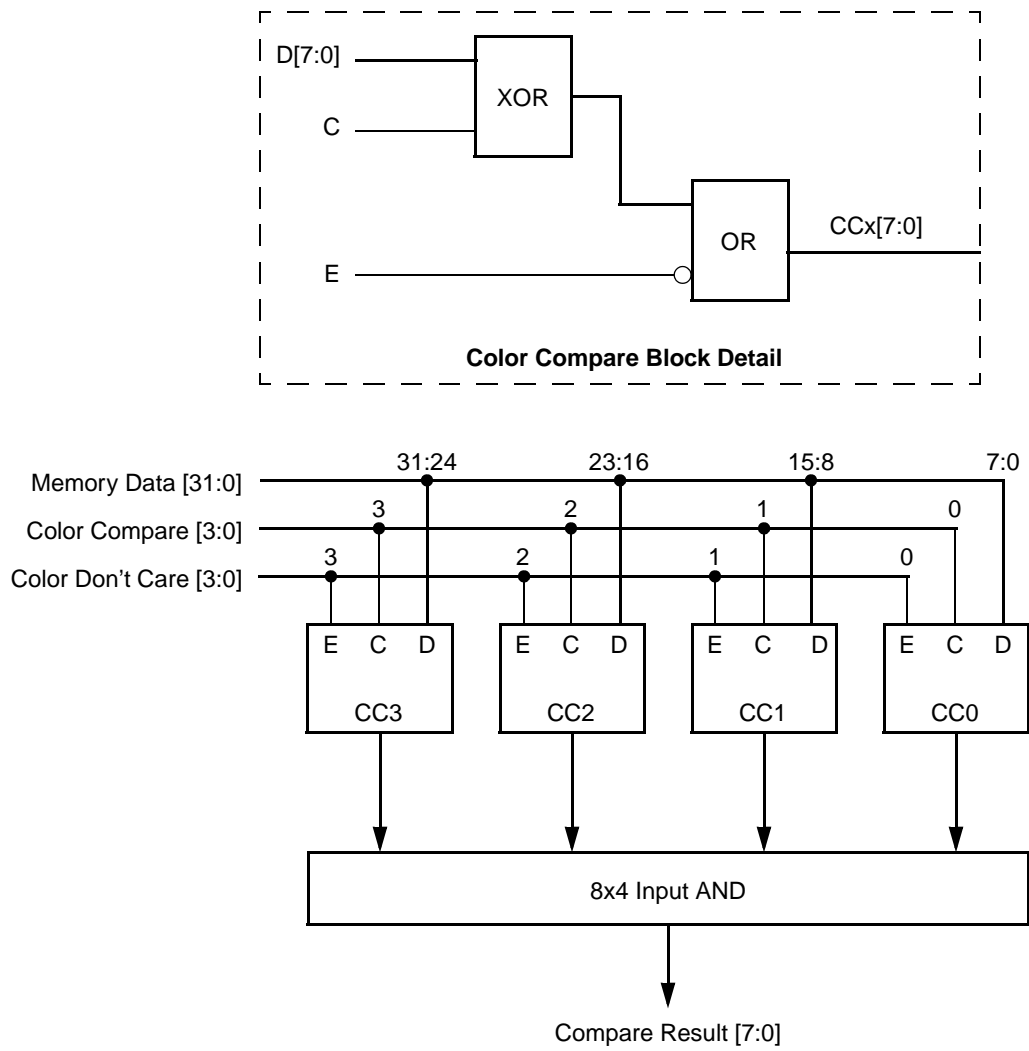 D[7:0]
XOR
C
CCx[7:0]
OR
E
Color Compare Block Detail
31:24 23:16 15:8 7:0
Memory Data [31:0]
3 2 1 0
Color Compare [3:0]
3 2 1 0
Color Don't Care [3:0]
E C D E C D E C D E C D
CC3 CC2 CC1 CC0
8x4 Input AND
Compare Result [7:0]